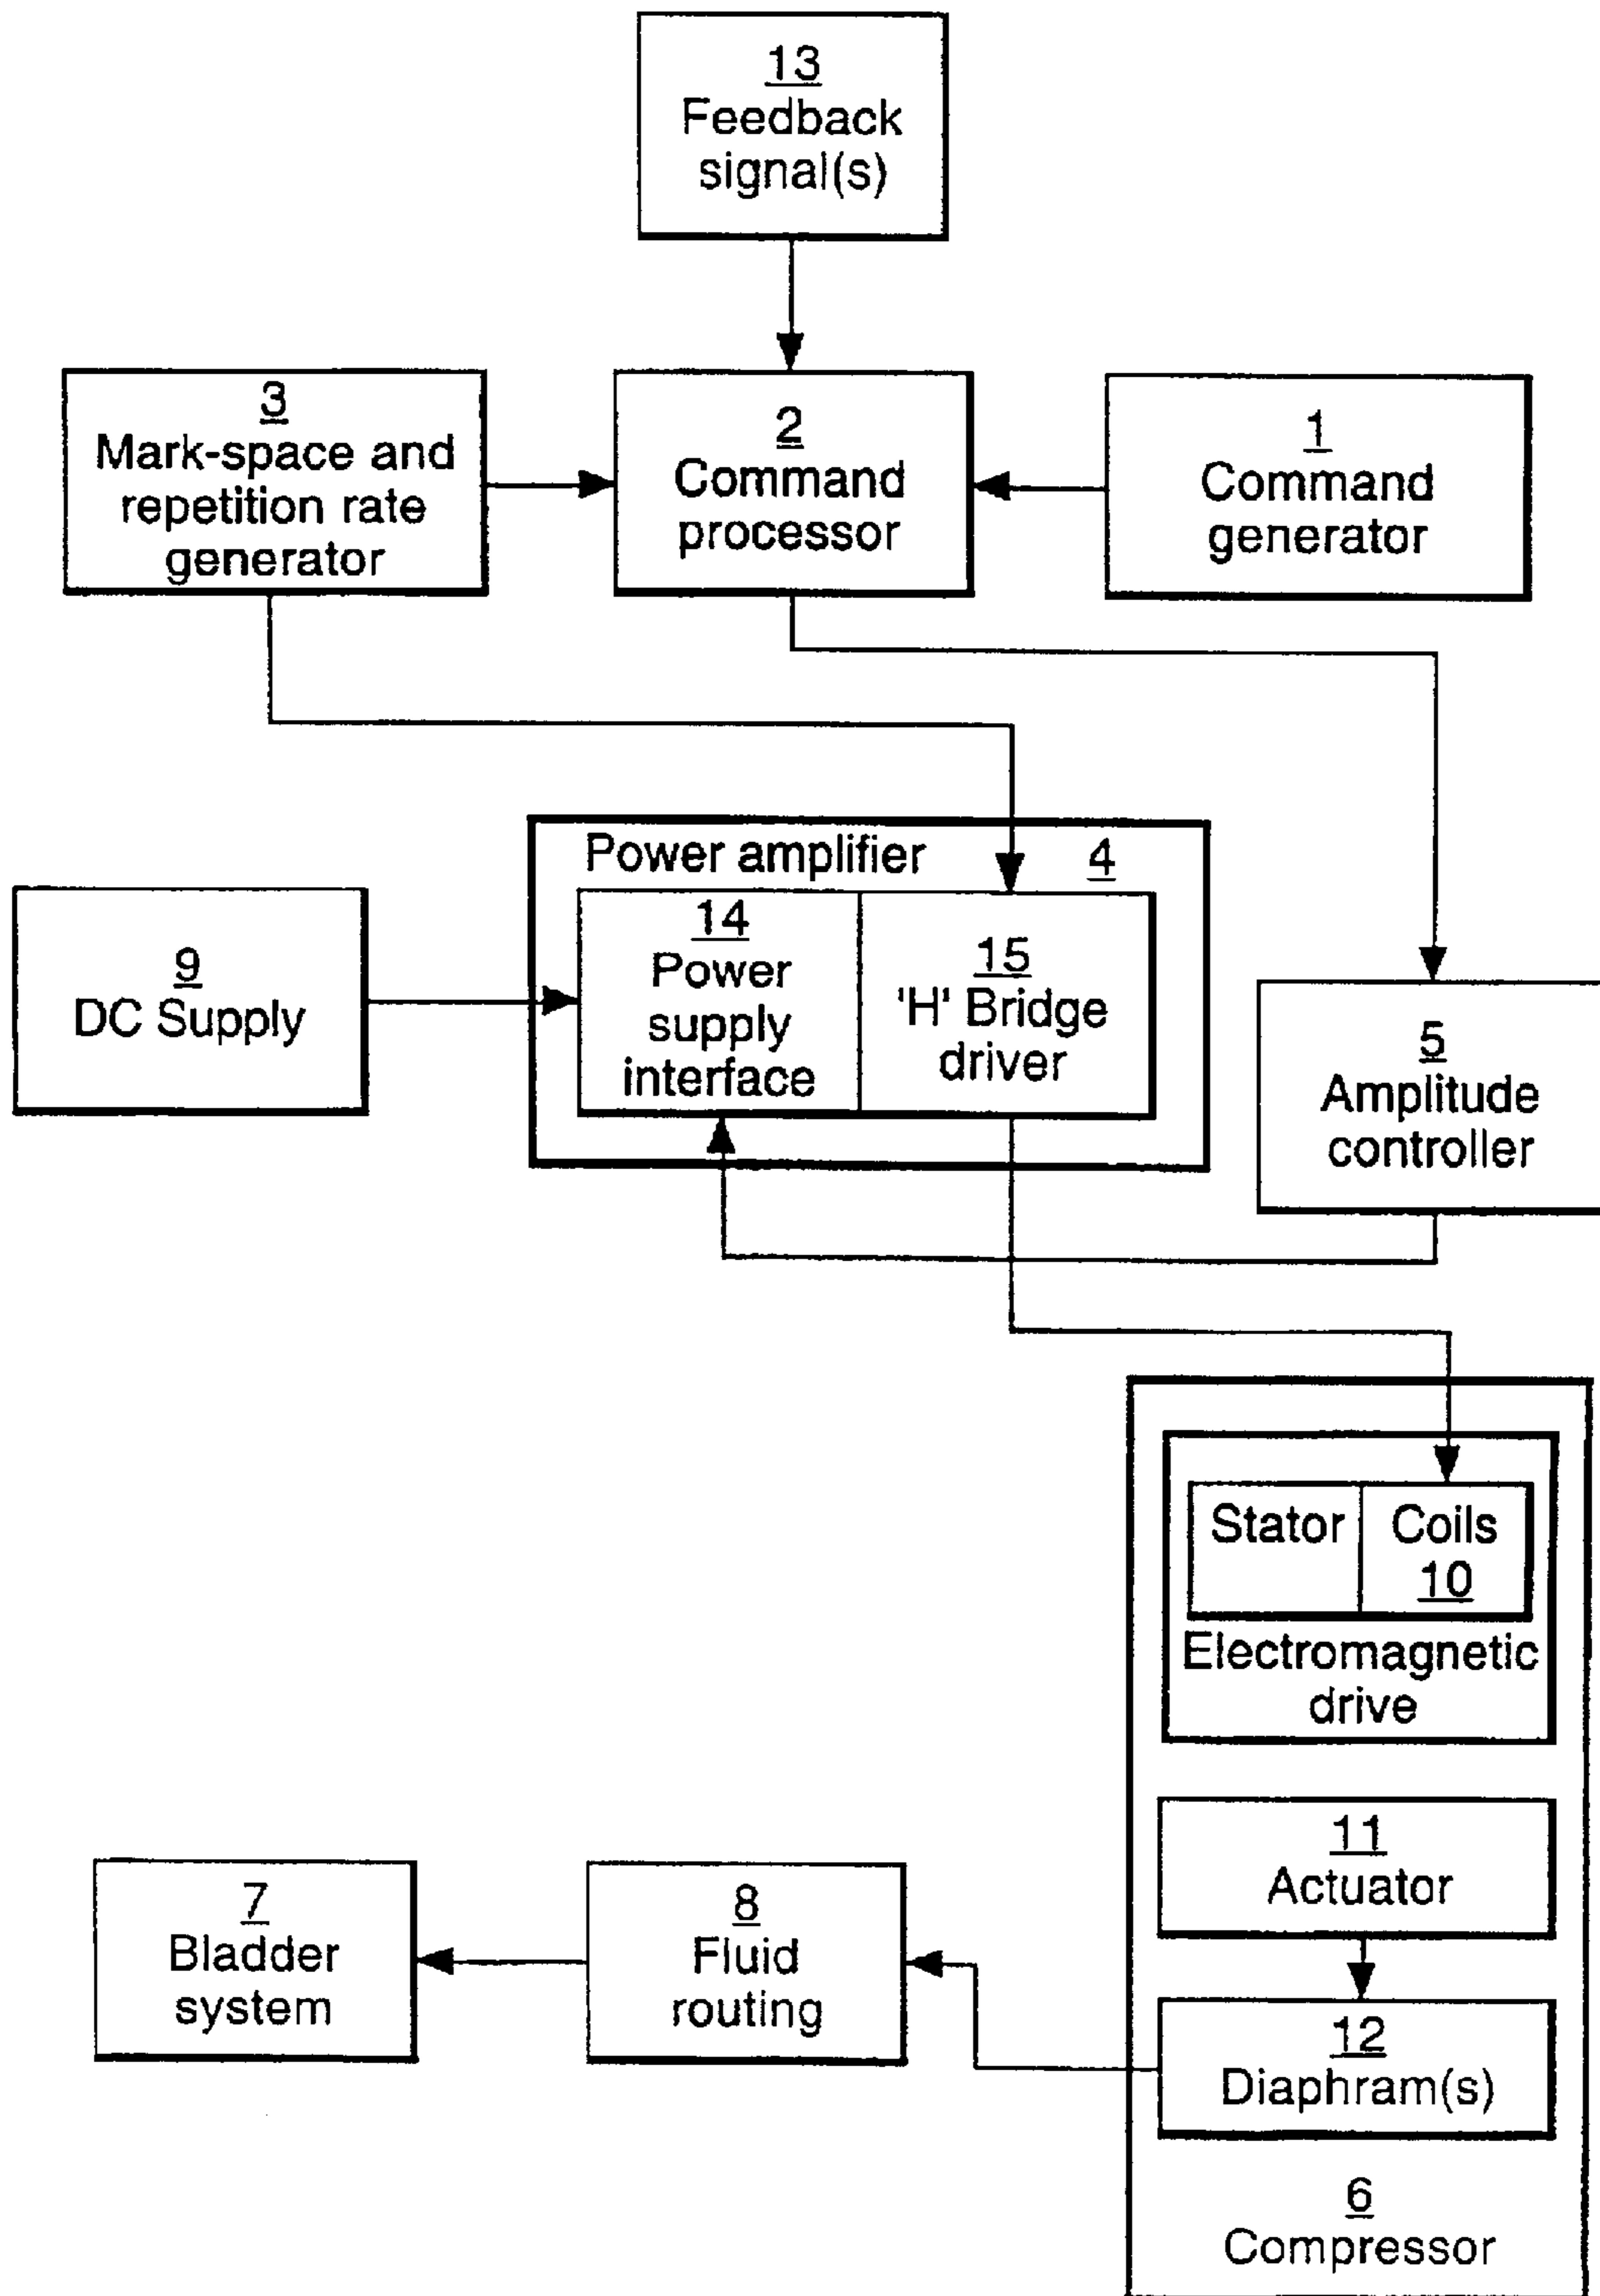 13
Feedback
signal(s)
3
Mark-space and
repetition rate
generator
2
Command
processor
1
Command
generator
Power amplifier 4
14
Power
supply
interface
15
'H' Bridge
driver
9
DC Supply
5
Amplitude
controller
Stator
Coils
10
Electromagnetic
drive
11
Actuator
7
Bladder
system
8
Fluid
routing
12
Diaphram(s)
6
Compressor